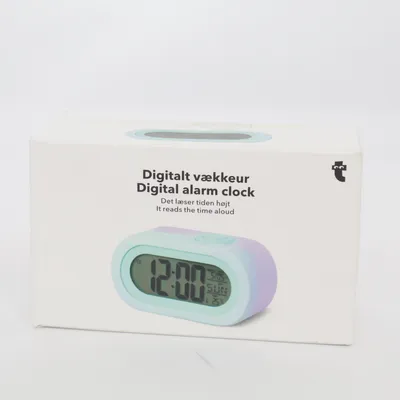 Digitalt vækkeur
Digital alarm clock
Det læser tiden højt
It reads the time aloud
12:00